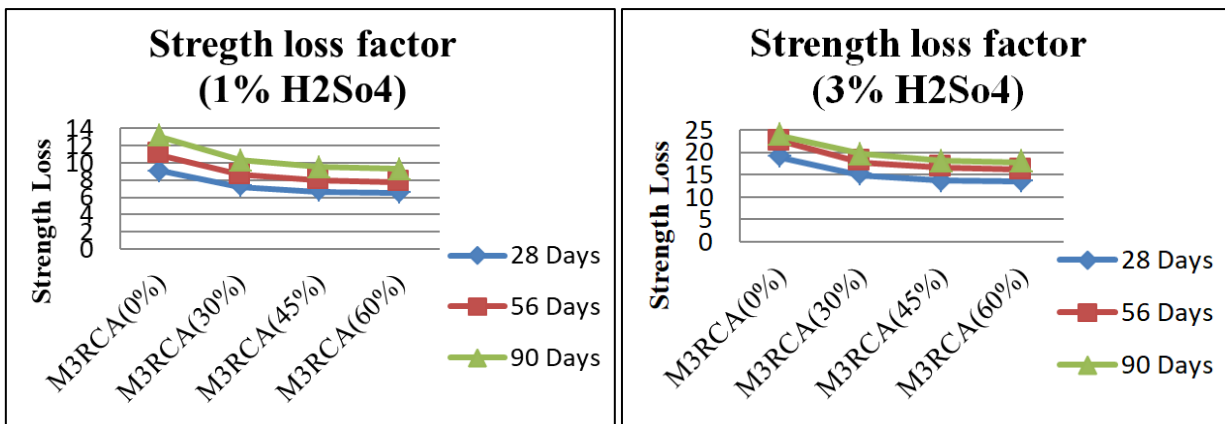 Stregth loss factor
(1% H2So4)
Strength Loss
14
12
10
8
6
4
2
0
M3RCA(0%)
M3RCA(30%)
M3RCA(45%)
M3RCA(60%)
28 Days
56 Days
90 Days
Strength loss factor
(3% H2So4)
Strength Loss
25
20
15
10
5
0
M3RCA(0%)
M3RCA(30%)
M3RCA(45%)
M3RCA(60%)
28 Days
56 Days
90 Days